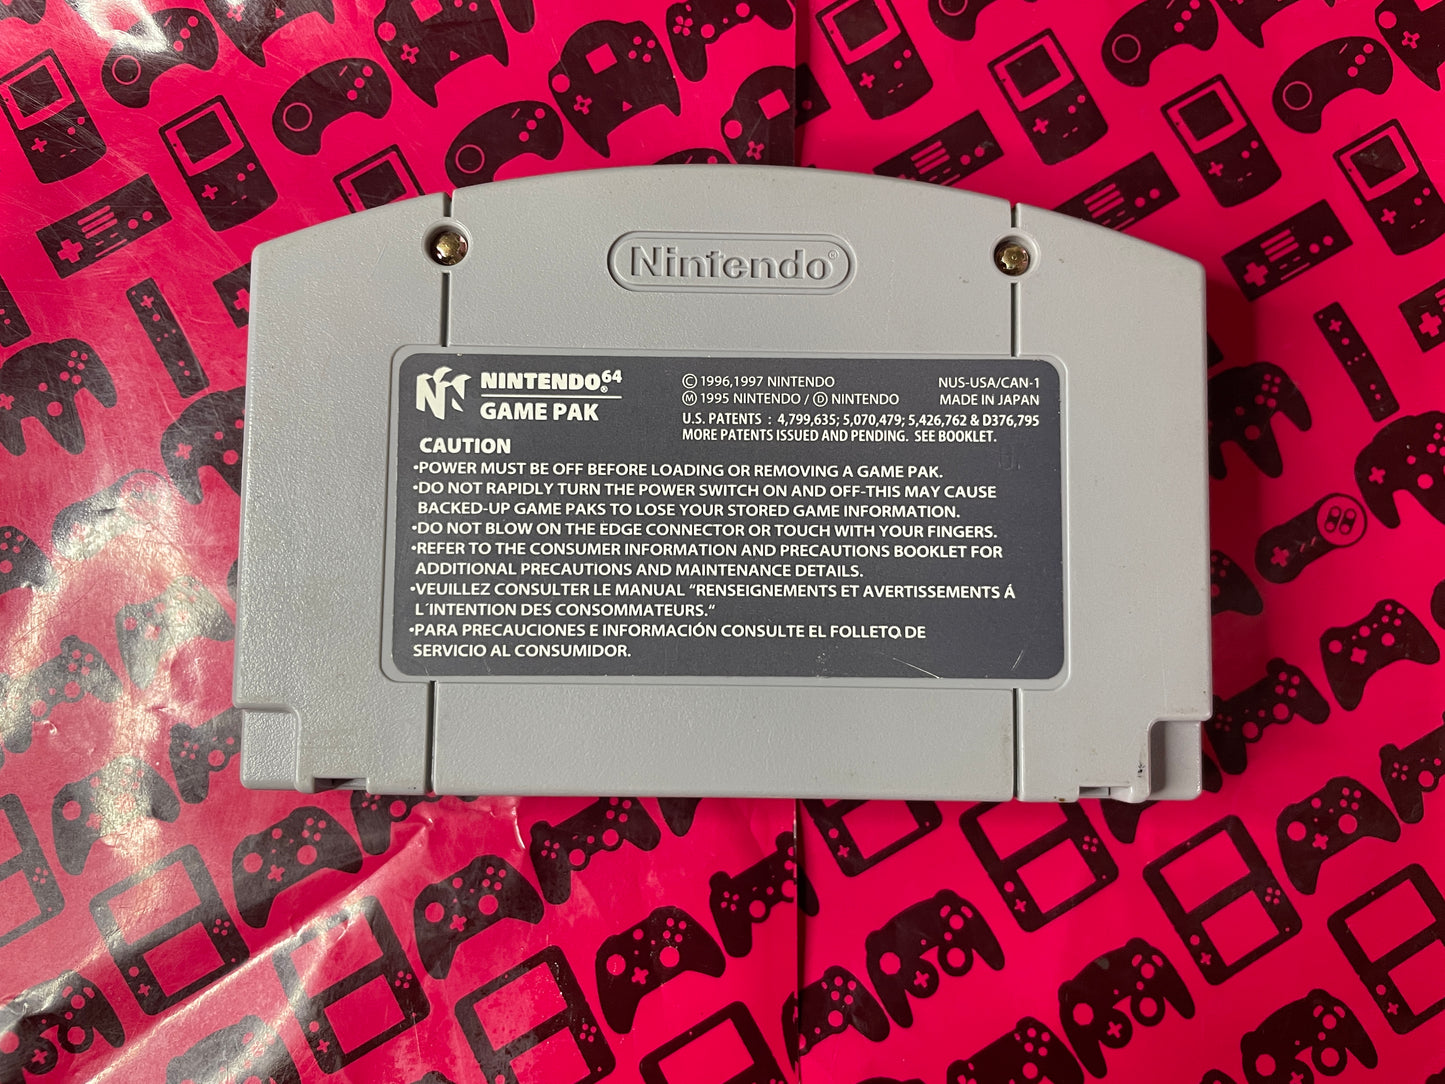 Nintendo®
NINTENDO64®
GAME PAK
© 1996,1997 NINTENDO
Ⓜ 1995 NINTENDO / Ⓓ NINTENDO
NUS-USA/CAN-1
MADE IN JAPAN
U.S. PATENTS : 4,799,635; 5,070,479; 5,426,762 & D376,795
MORE PATENTS ISSUED AND PENDING. SEE BOOKLET.
CAUTION
•POWER MUST BE OFF BEFORE LOADING OR REMOVING A GAME PAK.
•DO NOT RAPIDLY TURN THE POWER SWITCH ON AND OFF-THIS MAY CAUSE
BACKED-UP GAME PAKS TO LOSE YOUR STORED GAME INFORMATION.
•DO NOT BLOW ON THE EDGE CONNECTOR OR TOUCH WITH YOUR FINGERS.
•REFER TO THE CONSUMER INFORMATION AND PRECAUTIONS BOOKLET FOR
ADDITIONAL PRECAUTIONS AND MAINTENANCE DETAILS.
•VEUILLEZ CONSULTER LE MANUAL “RENSEIGNEMENTS ET AVERTISSEMENTS Á
L´INTENTION DES CONSOMMATEURS.“
•PARA PRECAUCIONES E INFORMACIÓN CONSULTE EL FOLLETO DE
SERVICIO AL CONSUMIDOR.